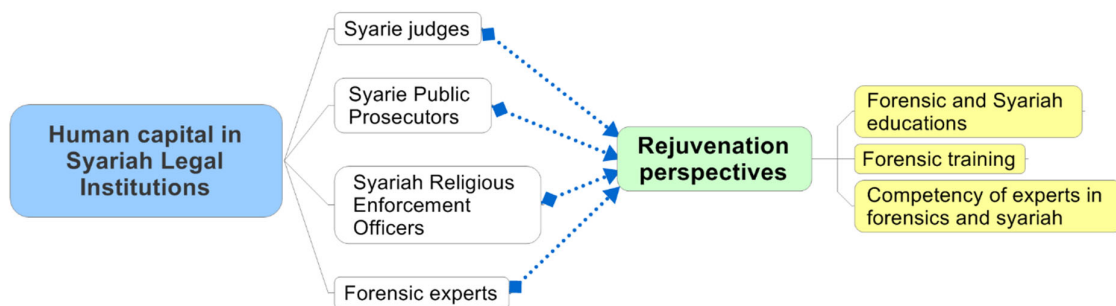 Human capital in
Syariah Legal
Institutions
Syarie judges
Syarie Public
Prosecutors
Syariah Religious
Enforcement
Officers
Forensic experts
Rejuvenation
perspectives
Forensic and Syariah
educations
Forensic training
Competency of experts in
forensics and syariah